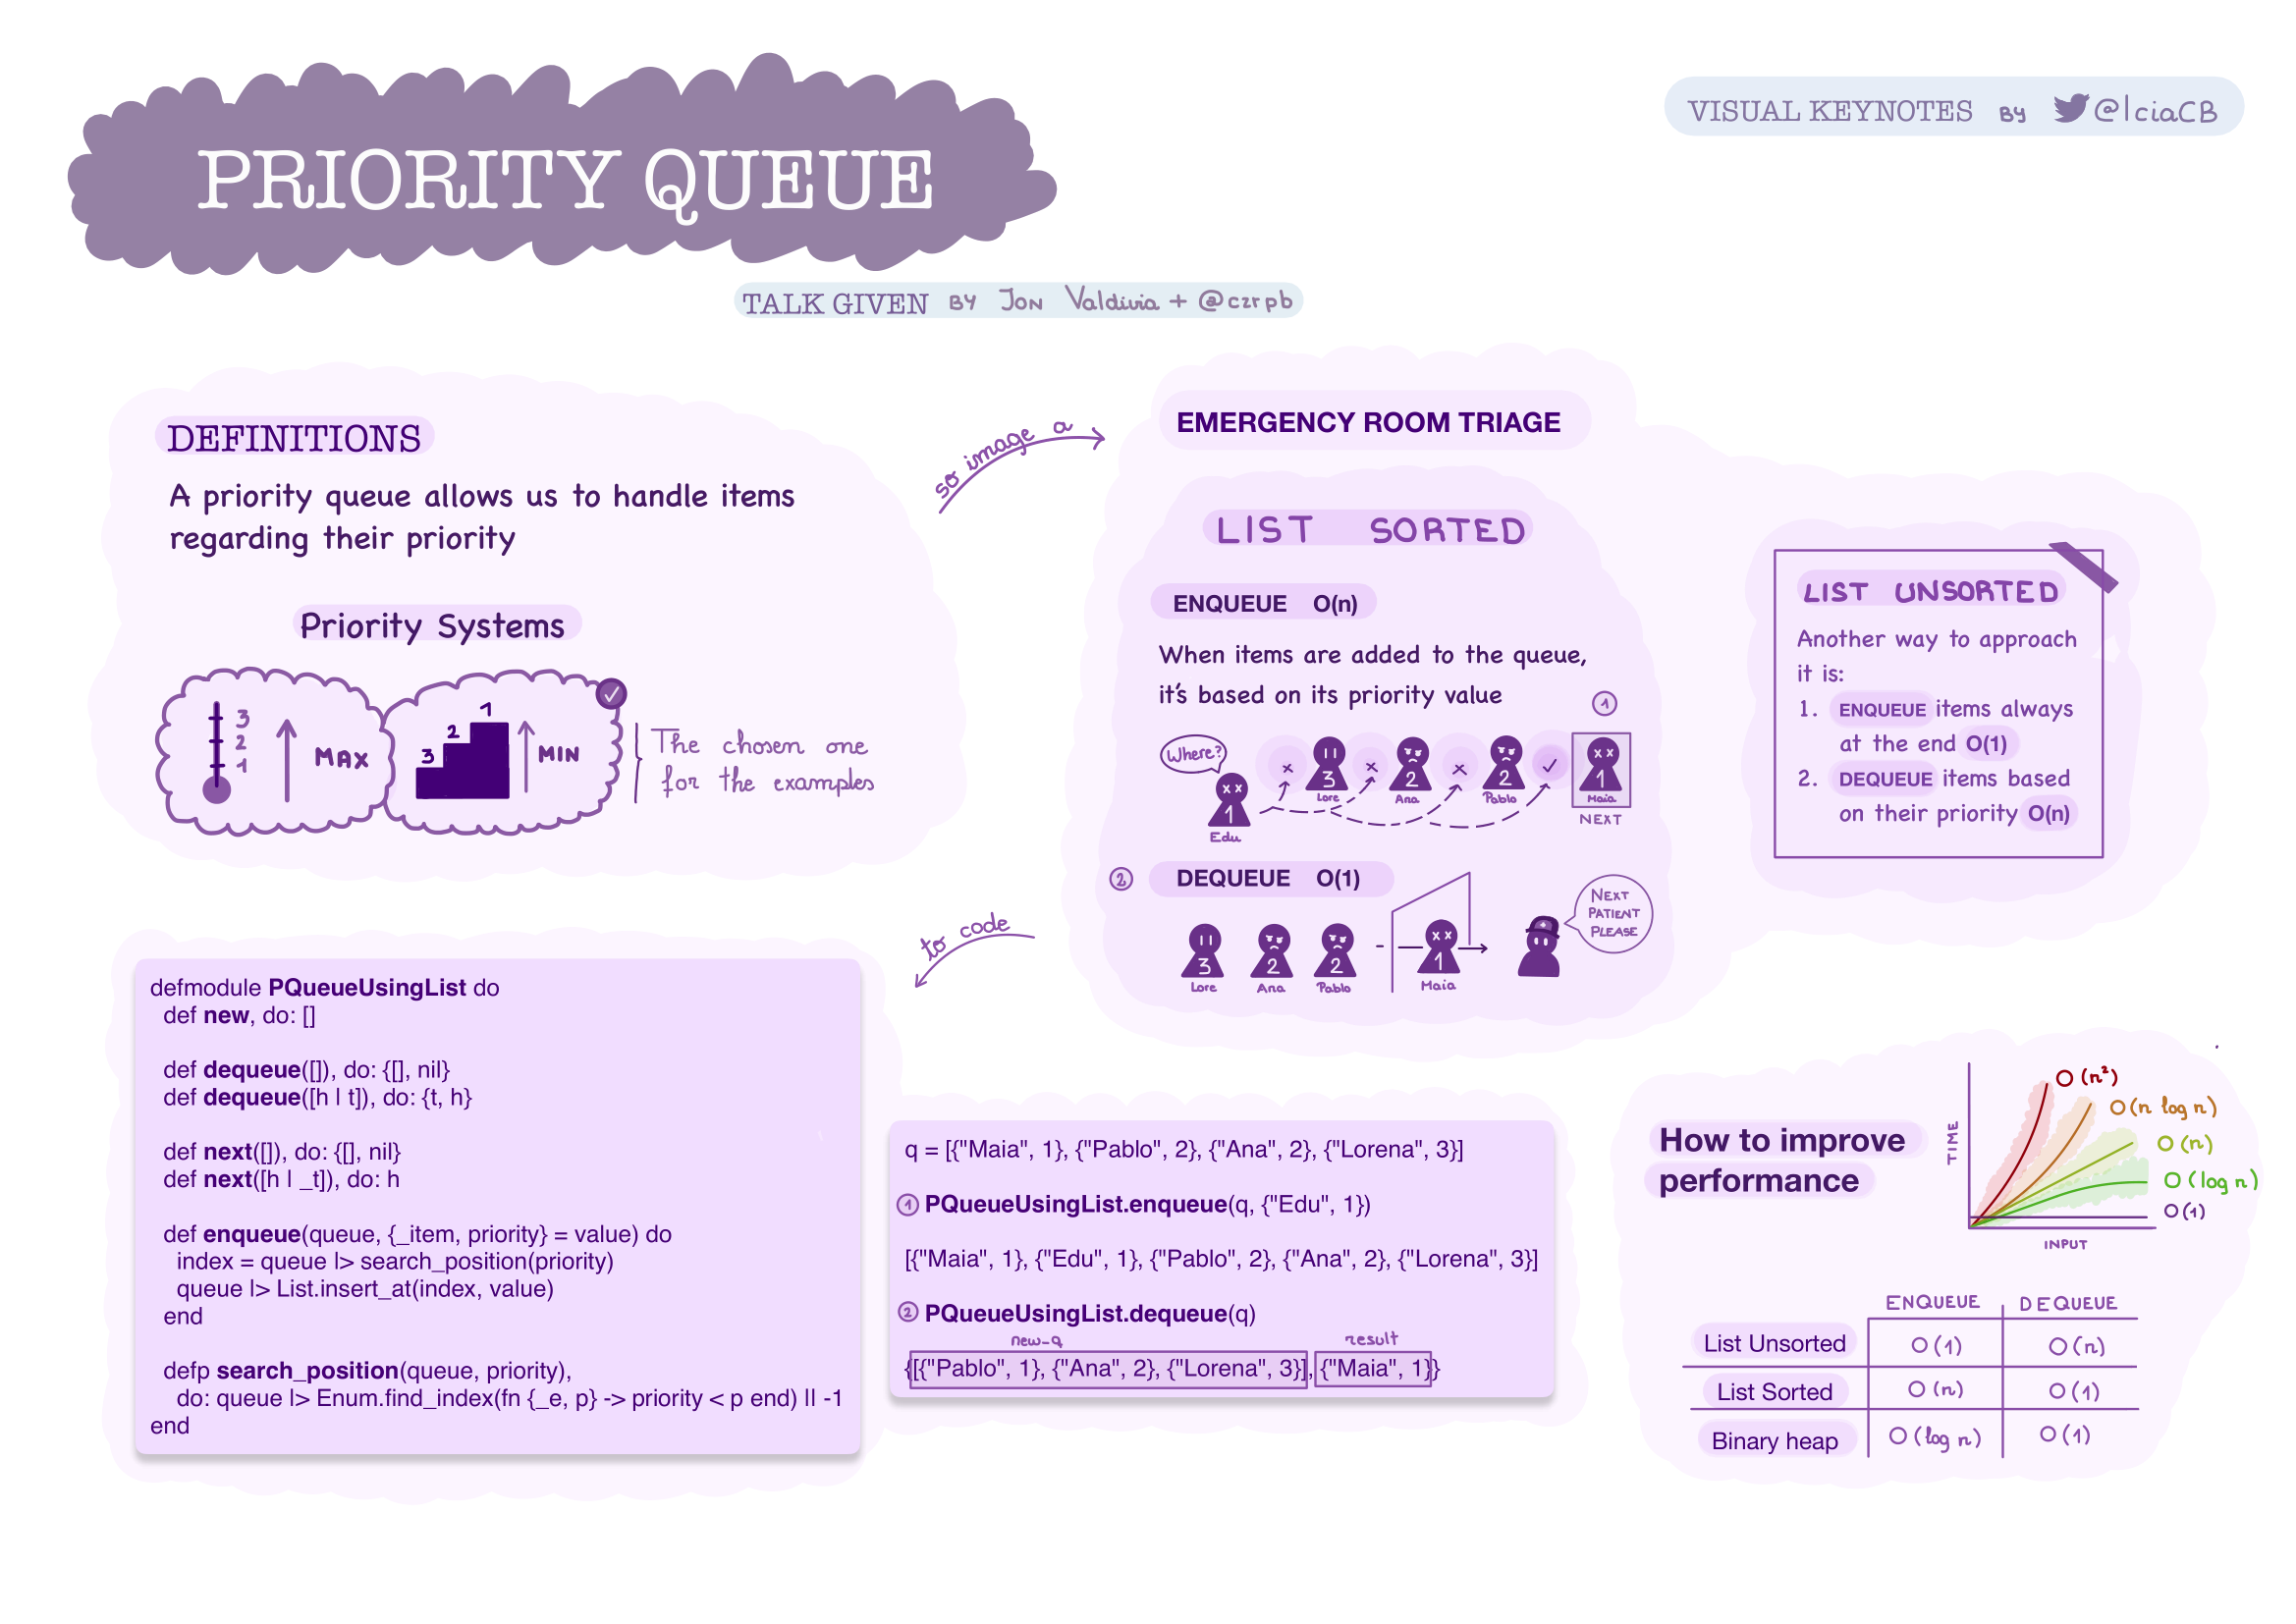 PRIORITY QUEUE
VISUAL KEYNOTES BY @lciaCB
TALK GIVEN BY JON Valdivia + @czrpb
DEFINITIONS
A priority queue allows us to handle items
regarding their priority
Priority Systems
3
2
1
MAX
3
2
1
MIN
The chosen one
for the examples
so image a
EMERGENCY ROOM TRIAGE
LIST SORTED
ENQUEUE O(n)
When items are added to the queue,
it's based on its priority value
1
Where?
1
Edu
3
Lore
2
Ana
2
Pablo
1
Maia
NEXT
2 DEQUEUE O(1)
3
Lore
2
Ana
2
Pablo
1
Maia
NEXT
PATIENT
PLEASE
LIST UNSORTED
Another way to approach
it is:
1. ENQUEUE items always
at the end O(1)
2. DEQUEUE items based
on their priority O(n)
to code
defmodule PQueueUsingList do
def new, do: []
def dequeue([]), do: {[], nil}
def dequeue([h | t]), do: {t, h}
def next([]), do: {[], nil}
def next([h | _t]), do: h
def enqueue(queue, {_item, priority} = value) do
index = queue |> search_position(priority)
queue |> List.insert_at(index, value)
end
defp search_position(queue, priority),
do: queue |> Enum.find_index(fn {_e, p} -> priority < p end) || -1
end
q = [{"Maia", 1}, {"Pablo", 2}, {"Ana", 2}, {"Lorena", 3}]
1 PQueueUsingList.enqueue(q, {"Edu", 1})
[{"Maia", 1}, {"Edu", 1}, {"Pablo", 2}, {"Ana", 2}, {"Lorena", 3}]
2 PQueueUsingList.dequeue(q)
new_q result
{[{"Pablo", 1}, {"Ana", 2}, {"Lorena", 3}], {"Maia", 1}}
How to improve
performance
TIME
INPUT
O(n²)
O(n log n)
O(n)
O(log n)
O(1)
ENQUEUE DEQUEUE
List Unsorted O(1) O(n)
List Sorted O(n) O(1)
Binary heap O(log n) O(1)